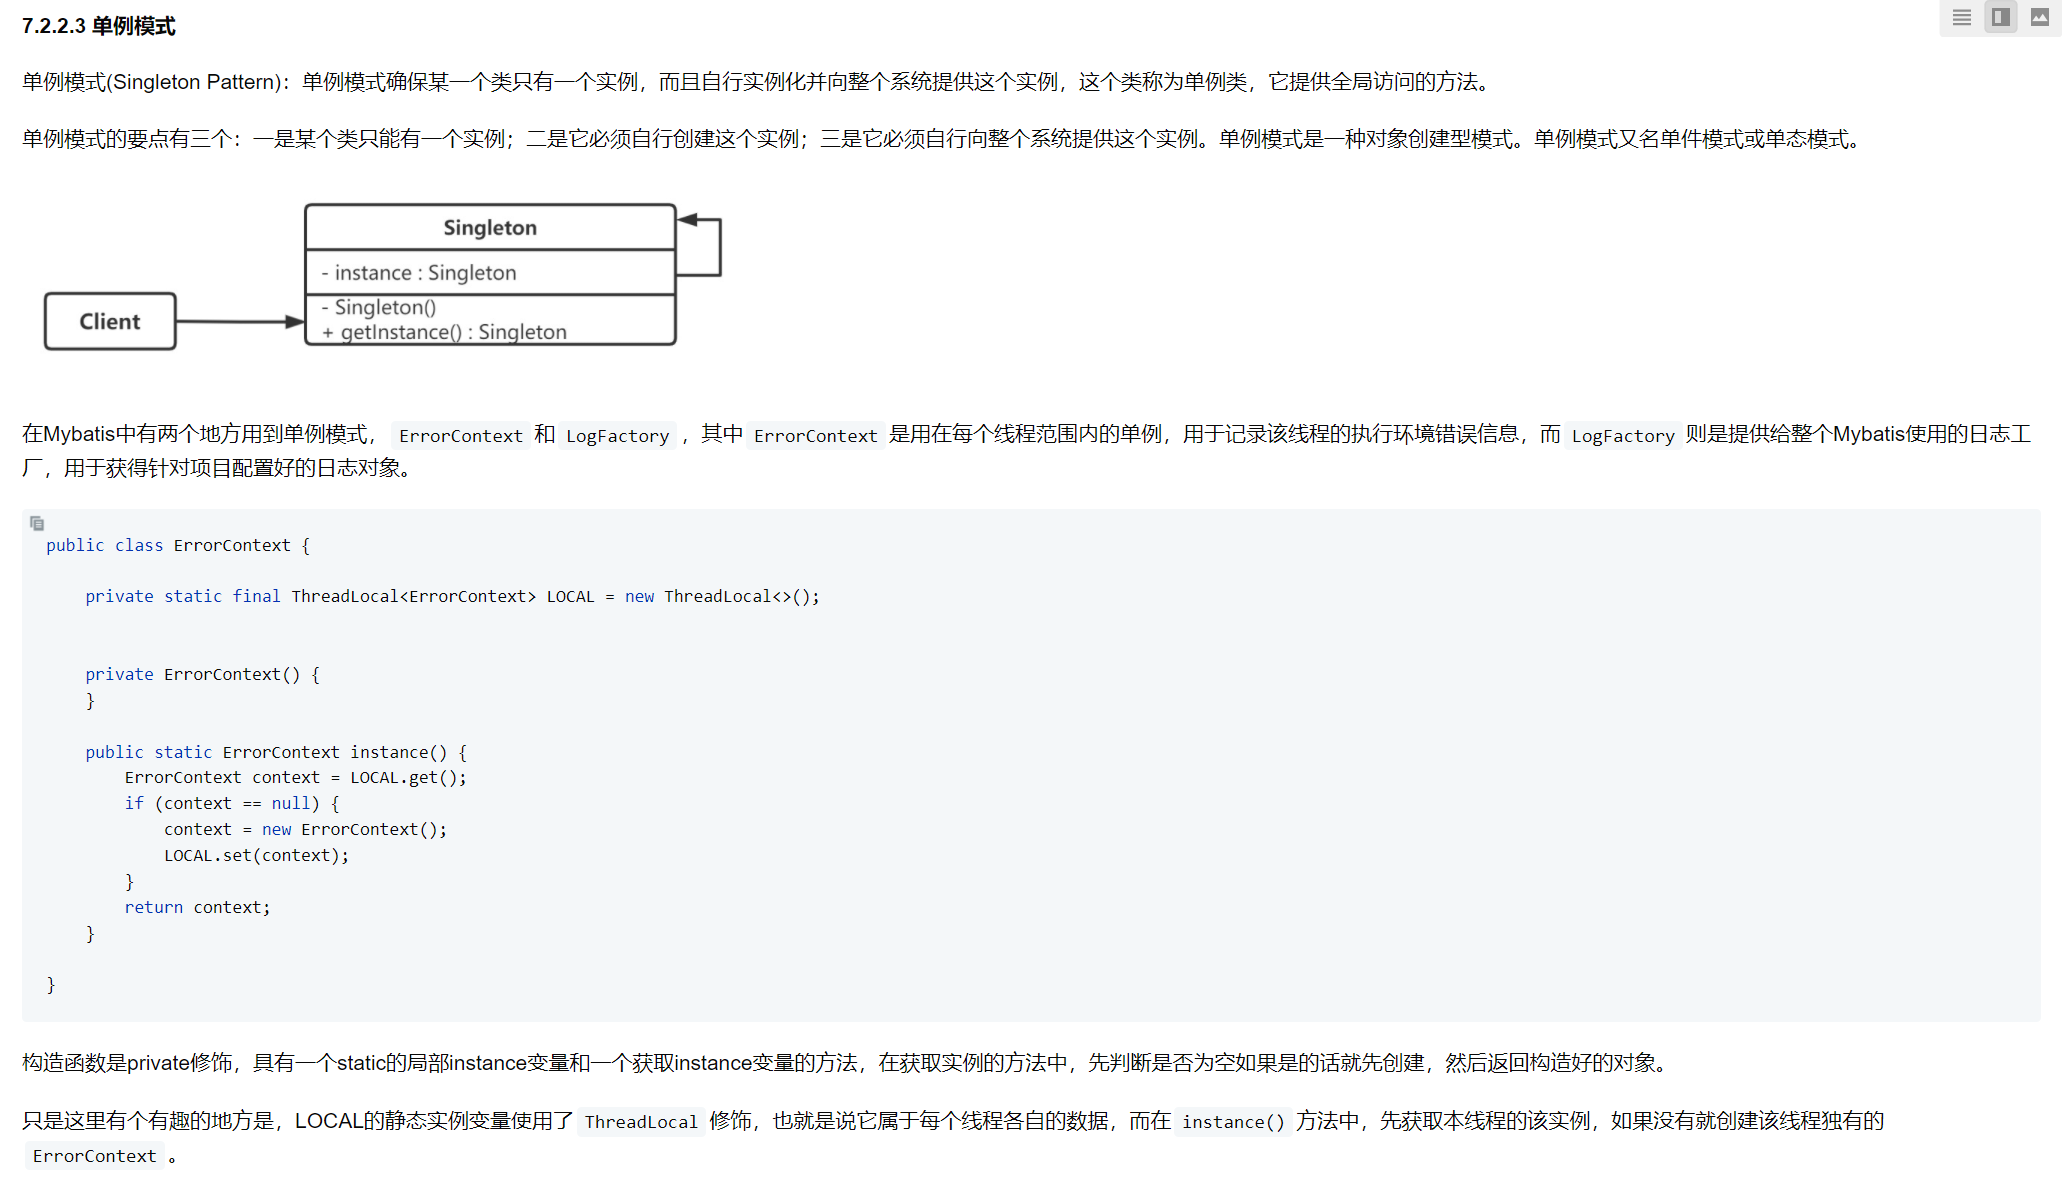 7.2.2.3 单例模式
单例模式(Singleton Pattern)：单例模式确保某一个类只有一个实例，而且自行实例化并向整个系统提供这个实例，这个类称为单例类，它提供全局访问的方法。
单例模式的要点有三个：一是某个类只能有一个实例；二是它必须自行创建这个实例；三是它必须自行向整个系统提供这个实例。单例模式是一种对象创建型模式。单例模式又名单件模式或单态模式。
Singleton
- instance : Singleton
- Singleton()
+ getInstance() : Singleton
Client
在Mybatis中有两个地方用到单例模式， ErrorContext 和 LogFactory ，其中 ErrorContext 是用在每个线程范围内的单例，用于记录该线程的执行环境错误信息，而 LogFactory 则是提供给整个Mybatis使用的日志工
厂，用于获得针对项目配置好的日志对象。
public class ErrorContext {
private static final ThreadLocal<ErrorContext> LOCAL = new ThreadLocal<>();
private ErrorContext() {
}
public static ErrorContext instance() {
ErrorContext context = LOCAL.get();
if (context == null) {
context = new ErrorContext();
LOCAL.set(context);
}
return context;
}
}
构造函数是private修饰，具有一个static的局部instance变量和一个获取instance变量的方法，在获取实例的方法中，先判断是否为空如果是的话就先创建，然后返回构造好的对象。
只是这里有个有趣的地方是，LOCAL的静态实例变量使用了 ThreadLocal 修饰，也就是说它属于每个线程各自的数据，而在 instance() 方法中，先获取本线程的该实例，如果没有就创建该线程独有的
ErrorContext 。